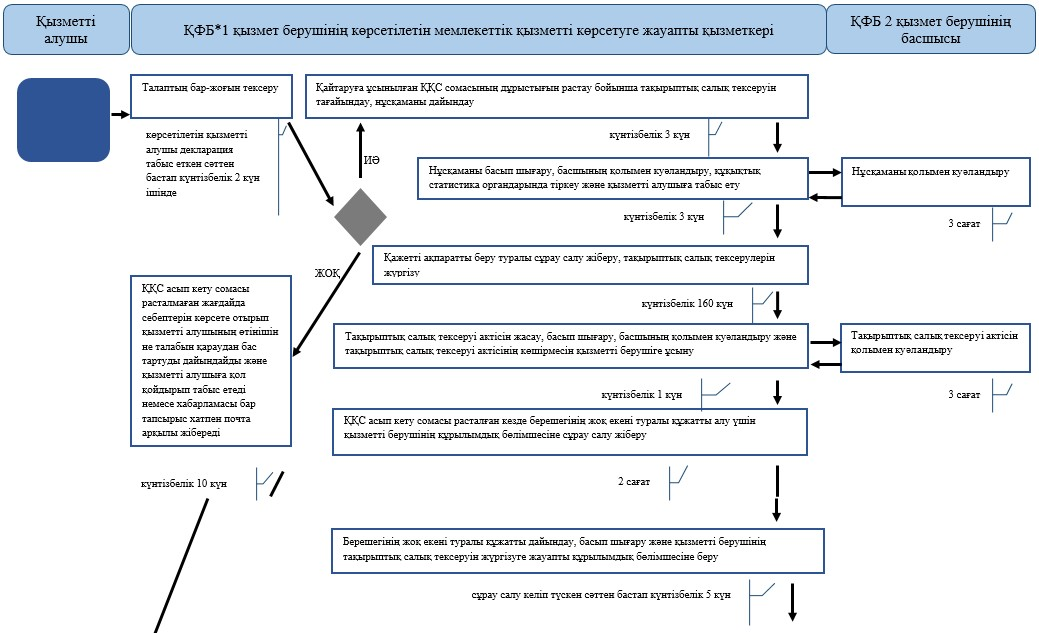 Қызметті
алушы
ҚФБ*1 қызмет берушінің көрсетілетін мемлекеттік қызметті көрсетуге жауапты қызметкері
ҚФБ 2 қызмет берушінің
басшысы
Талаптың бар-жоғын тексеру
Қайтаруға ұсынылған ҚҚС сомасының дұрыстығын растау бойынша тақырыптық салық тексеруін
тағайындау, нұсқаманы дайындау
көрсетілетін қызметті
алушы декларация
табыс еткен сәттен
бастап күнтізбелік 2 күн
ішінде
күнтізбелік 3 күн
ИӘ
Нұсқаманы басып шығару, басшының қолымен куәландыру, құқықтық
статистика органдарында тіркеу және қызметті алушыға табыс ету
Нұсқаманы қолымен куәландыру
күнтізбелік 3 күн
3 сағат
Қажетті ақпаратты беру туралы сұрау салу жіберу, тақырыптық салық тексерулерін
жүргізу
ЖОҚ
ҚҚС асып кету сомасы
расталмаған жағдайда
себептерін көрсете отырып
қызметті алушының өтінішін
не талабын қараудан бас
тартуды дайындайды және
қызметті алушыға қол
қойдырып табыс етеді
немесе хабарламасы бар
тапсырыс хатпен почта
арқылы жібереді
күнтізбелік 160 күн
Тақырыптық салық тексеруі актісін жасау, басып шығару, басшының қолымен куәландыру және
тақырыптық салық тексеруі актісінің көшірмесін қызметті берушіге ұсыну
Тақырыптық салық тексеруі актісін
қолымен куәландыру
күнтізбелік 1 күн
3 сағат
ҚҚС асып кету сомасы расталған кезде берешегінің жоқ екені туралы құжатты алу үшін
қызметті берушінің құрылымдық бөлімшесіне сұрау салу жіберу
күнтізбелік 10 күн
2 сағат
Берешегінің жоқ екені туралы құжатты дайындау, басып шығару және қызметті берушінің
тақырыптық салық тексеруін жүргізуге жауапты құрылымдық бөлімшесіне беру
сұрау салу келіп түскен сәттен бастап күнтізбелік 5 күн